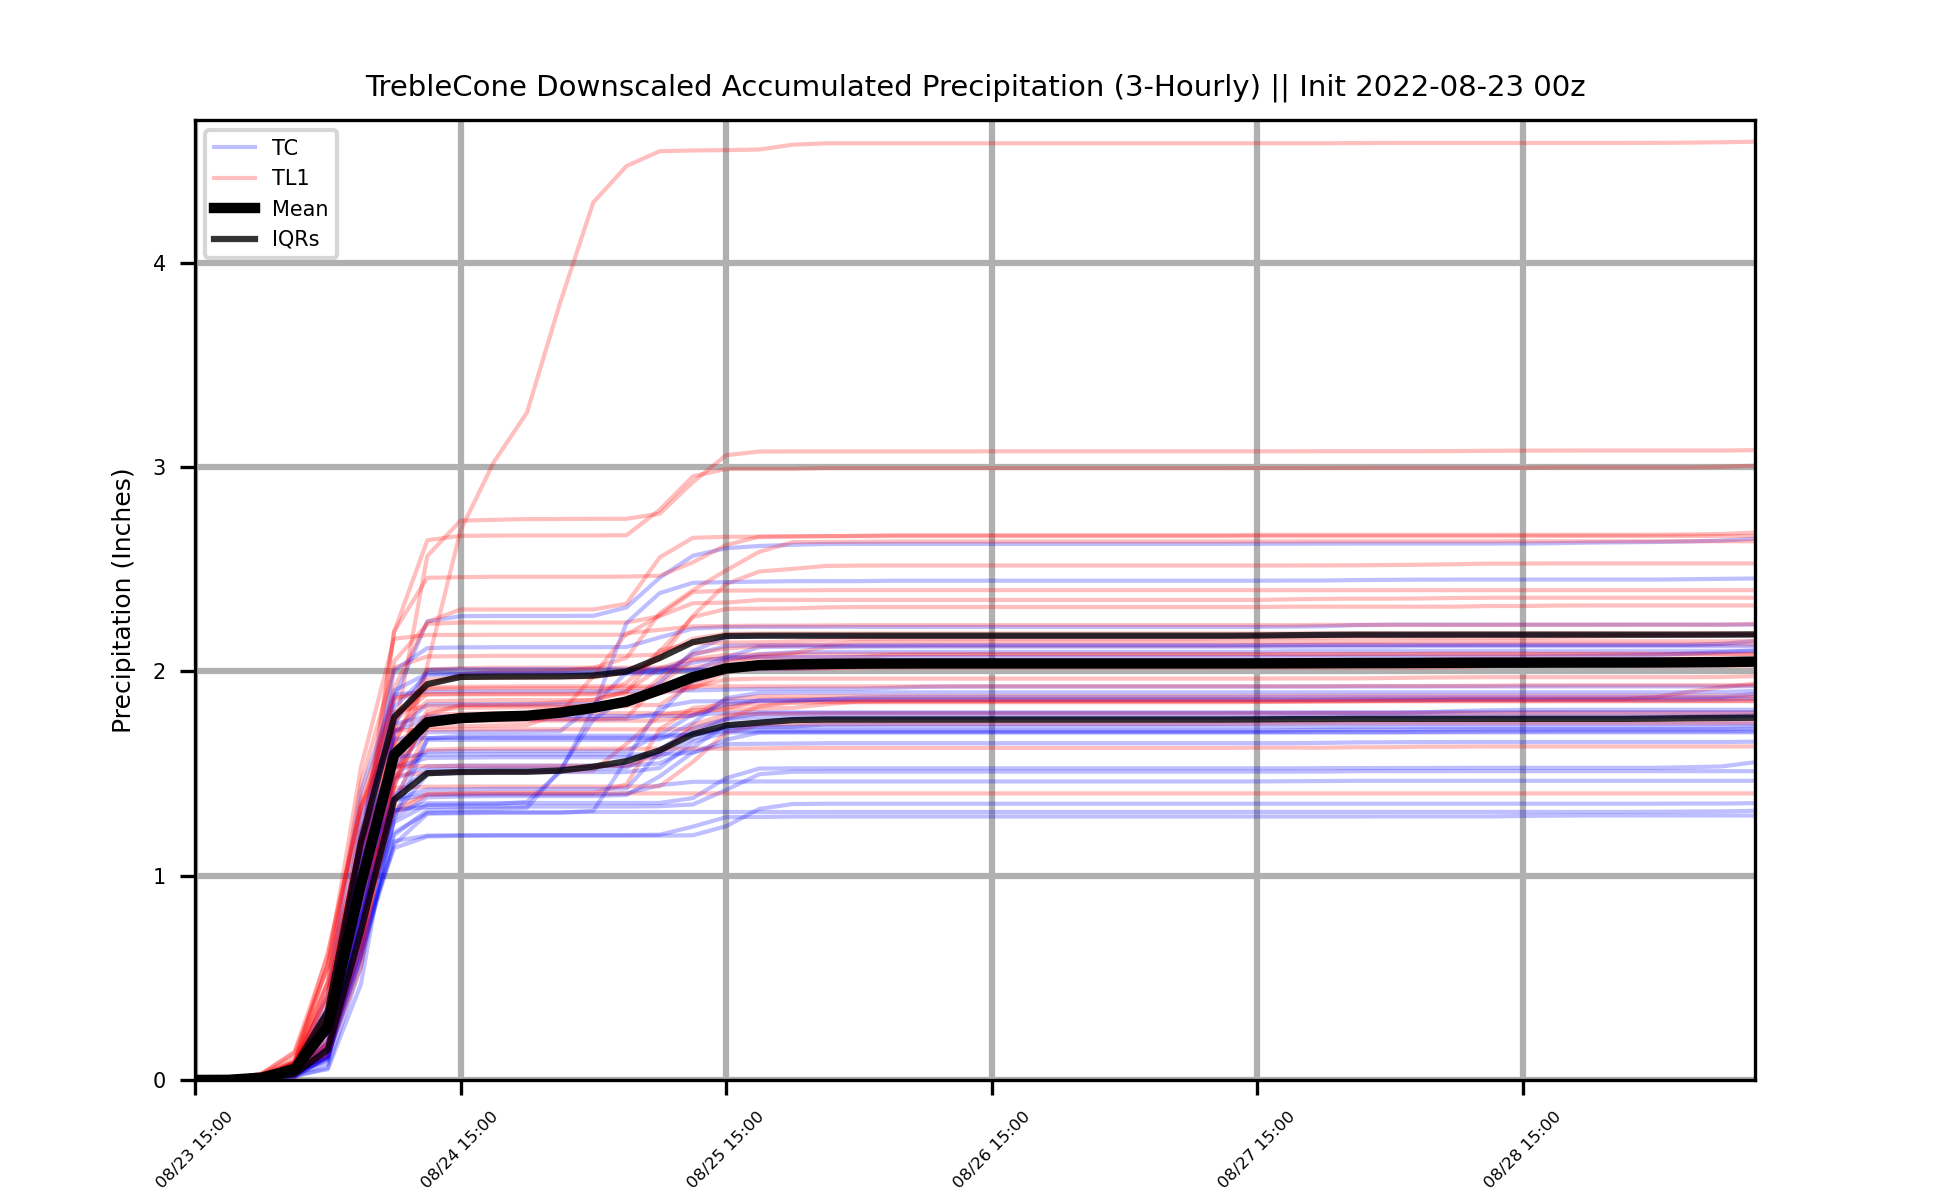 TrebleCone Downscaled Accumulated Precipitation (3-Hourly) || Init 2022-08-23 00z
TC
TL1
Mean
IQRs
Precipitation (Inches)
4
3
2
1
0
08/23 15:00
08/24 15:00
08/25 15:00
08/26 15:00
08/27 15:00
08/28 15:00